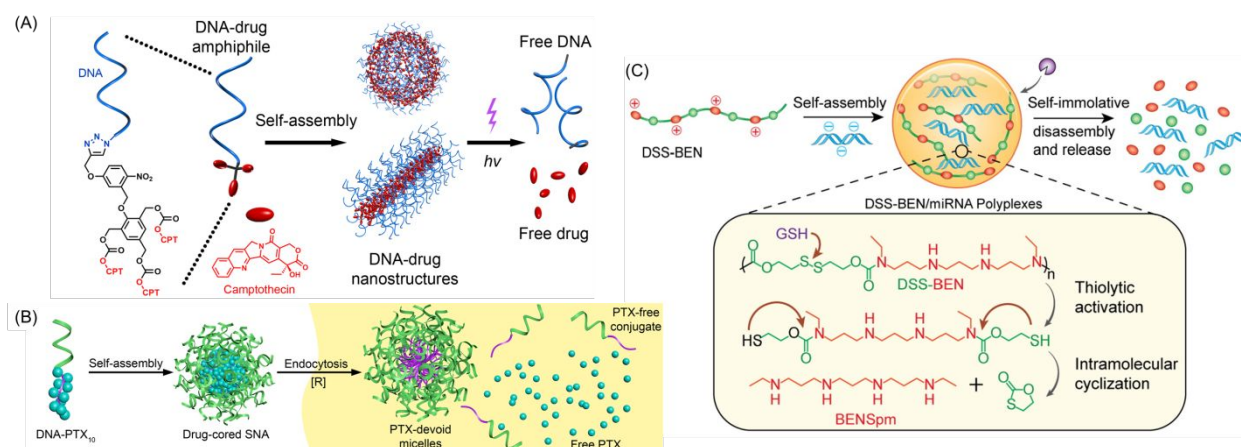 (A)
DNA-drug
amphiphile
DNA
N
N
N
O
NO₂
O
O
O
O
O
O
CPT
O
O
O
CPT
O
CPT
N
O
N
O
OH
O
Camptothecin
Self-assembly
DNA-drug
nanostructures
hv
Free DNA
Free drug
(B)
DNA-PTX₁₀
Self-assembly
Drug-cored SNA
Endocytosis
[R]
PTX-devoid
micelles
PTX-free
conjugate
Free PTX
(C)
DSS-BEN
Self-assembly
Self-immolative
disassembly
and release
DSS-BEN/miRNA Polyplexes
GSH
O
O
S
S
O
O
N
H
N
N
H
N
n
DSS-BEN
Thiolytic
activation
HS
O
O
N
H
N
N
H
N
O
O
SH
Intramolecular
cyclization
H
N
H
N
H
N
H
N
BENSpm
+
O
O
S